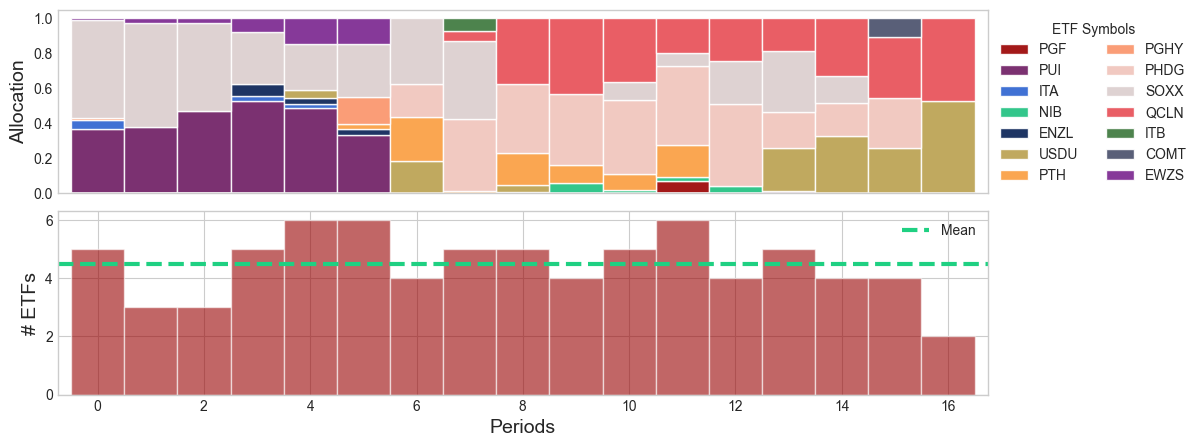 1.0
0.8
0.6
0.4
0.2
0.0
Allocation
ETF Symbols
PGF PGHY
PUI PHDG
ITA SOXX
NIB QCLN
ENZL ITB
USDU COMT
PTH EWZS
6
4
2
0
# ETFs
Mean
0 2 4 6 8 10 12 14 16
Periods